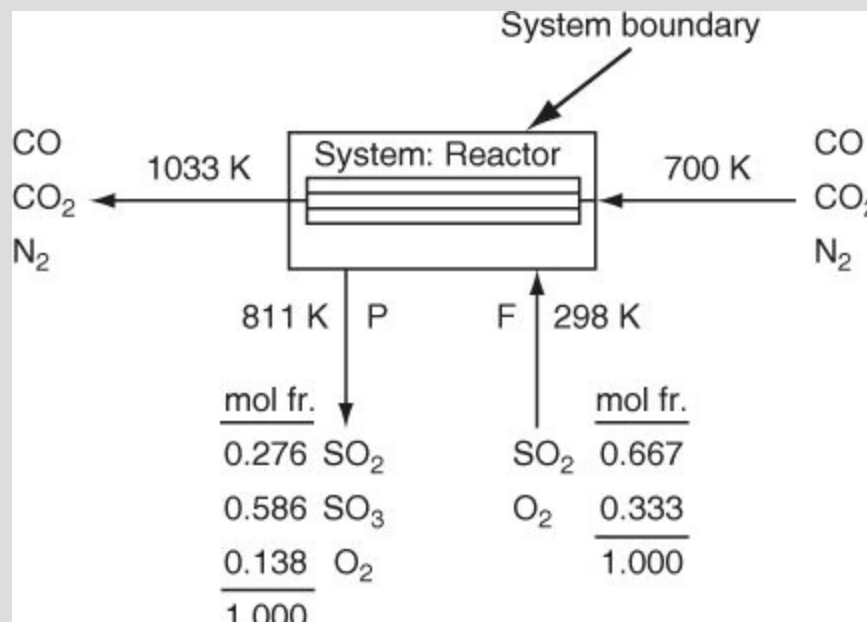 System boundary
System: Reactor
CO
CO₂
N₂
1033 K
700 K
CO
CO₂
N₂
811 K P
F 298 K
mol fr.
0.276 SO₂
0.586 SO₃
0.138 O₂
1.000
mol fr.
SO₂ 0.667
O₂ 0.333
1.000